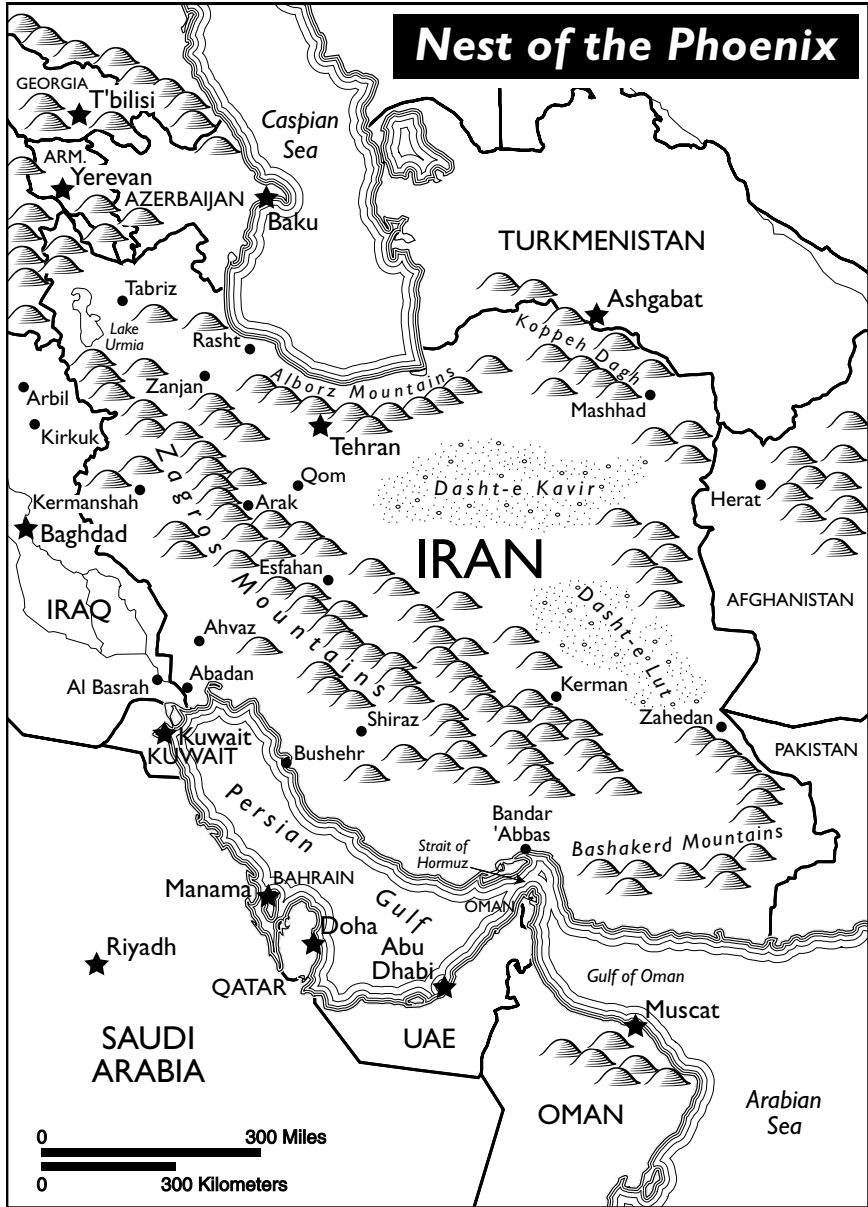 Nest of the Phoenix
GEORGIA
T'bilisi
Caspian
Sea
ARM.
Yerevan
AZERBAIJAN
Baku
TURKMENISTAN
Tabriz
Ashgabat
Lake
Urmia
Rasht
Koppeh Dagh
Zanjan
Alborz Mountains
Arbil
Mashhad
Kirkuk
Tehran
Zagros Mountains
Qom
Dasht-e Kavir
Herat
Kermanshah
Arak
Baghdad
IRAN
Esfahan
IRAQ
Dasht-e-Lut
AFGHANISTAN
Ahvaz
Al Basrah
Abadan
Kerman
Shiraz
Zahedan
Kuwait
KUWAIT
Bushehr
PAKISTAN
Persian
Gulf
Bandar
'Abbas
Strait of
Hormuz
Bashakerd Mountains
Manama
BAHRAIN
OMAN
Doha
Riyadh
Abu
Dhabi
QATAR
Gulf of Oman
Muscat
SAUDI
ARABIA
UAE
OMAN
Arabian
Sea
0 300 Miles
0 300 Kilometers